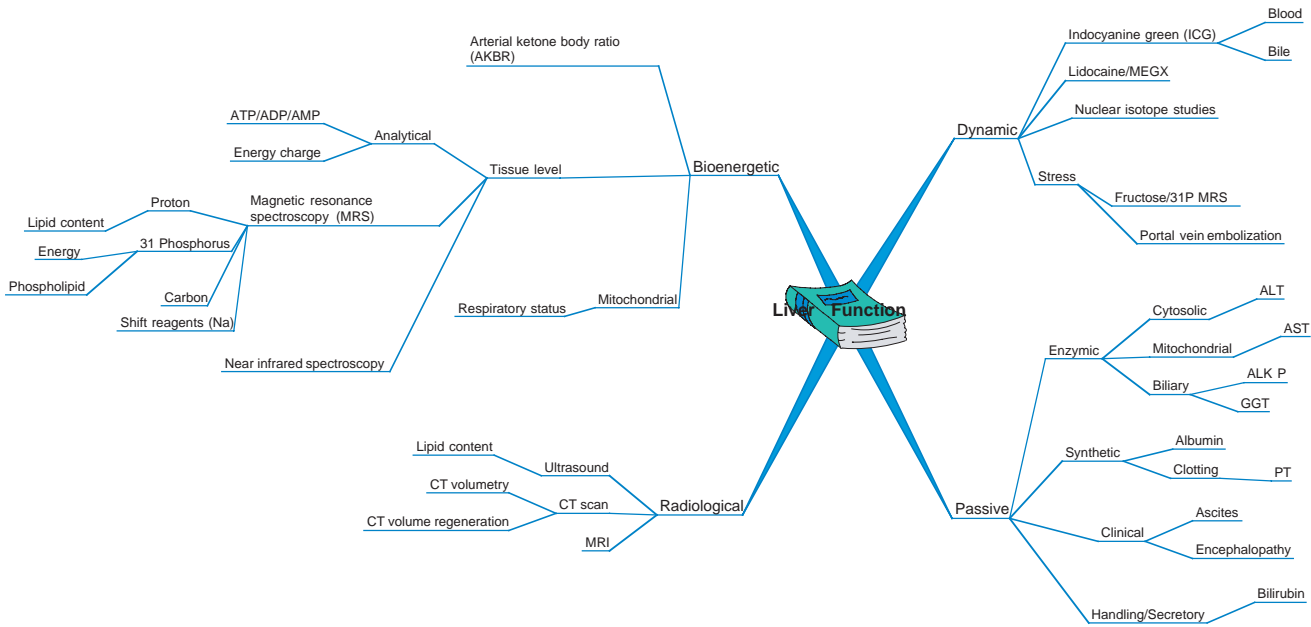 Liver Function
Bioenergetic
Arterial ketone body ratio
(AKBR)
Tissue level
Analytical
ATP/ADP/AMP
Energy charge
Magnetic resonance
spectroscopy (MRS)
Proton
Lipid content
31 Phosphorus
Energy
Phospholipid
Carbon
Shift reagents (Na)
Near infrared spectroscopy
Mitochondrial
Respiratory status
Radiological
Ultrasound
Lipid content
CT scan
CT volumetry
CT volume regeneration
MRI
Dynamic
Indocyanine green (ICG)
Blood
Bile
Lidocaine/MEGX
Nuclear isotope studies
Stress
Fructose/31P MRS
Portal vein embolization
Passive
Enzymic
Cytosolic
ALT
Mitochondrial
AST
Biliary
ALK P
GGT
Synthetic
Albumin
Clotting
PT
Clinical
Ascites
Encephalopathy
Handling/Secretory
Bilirubin